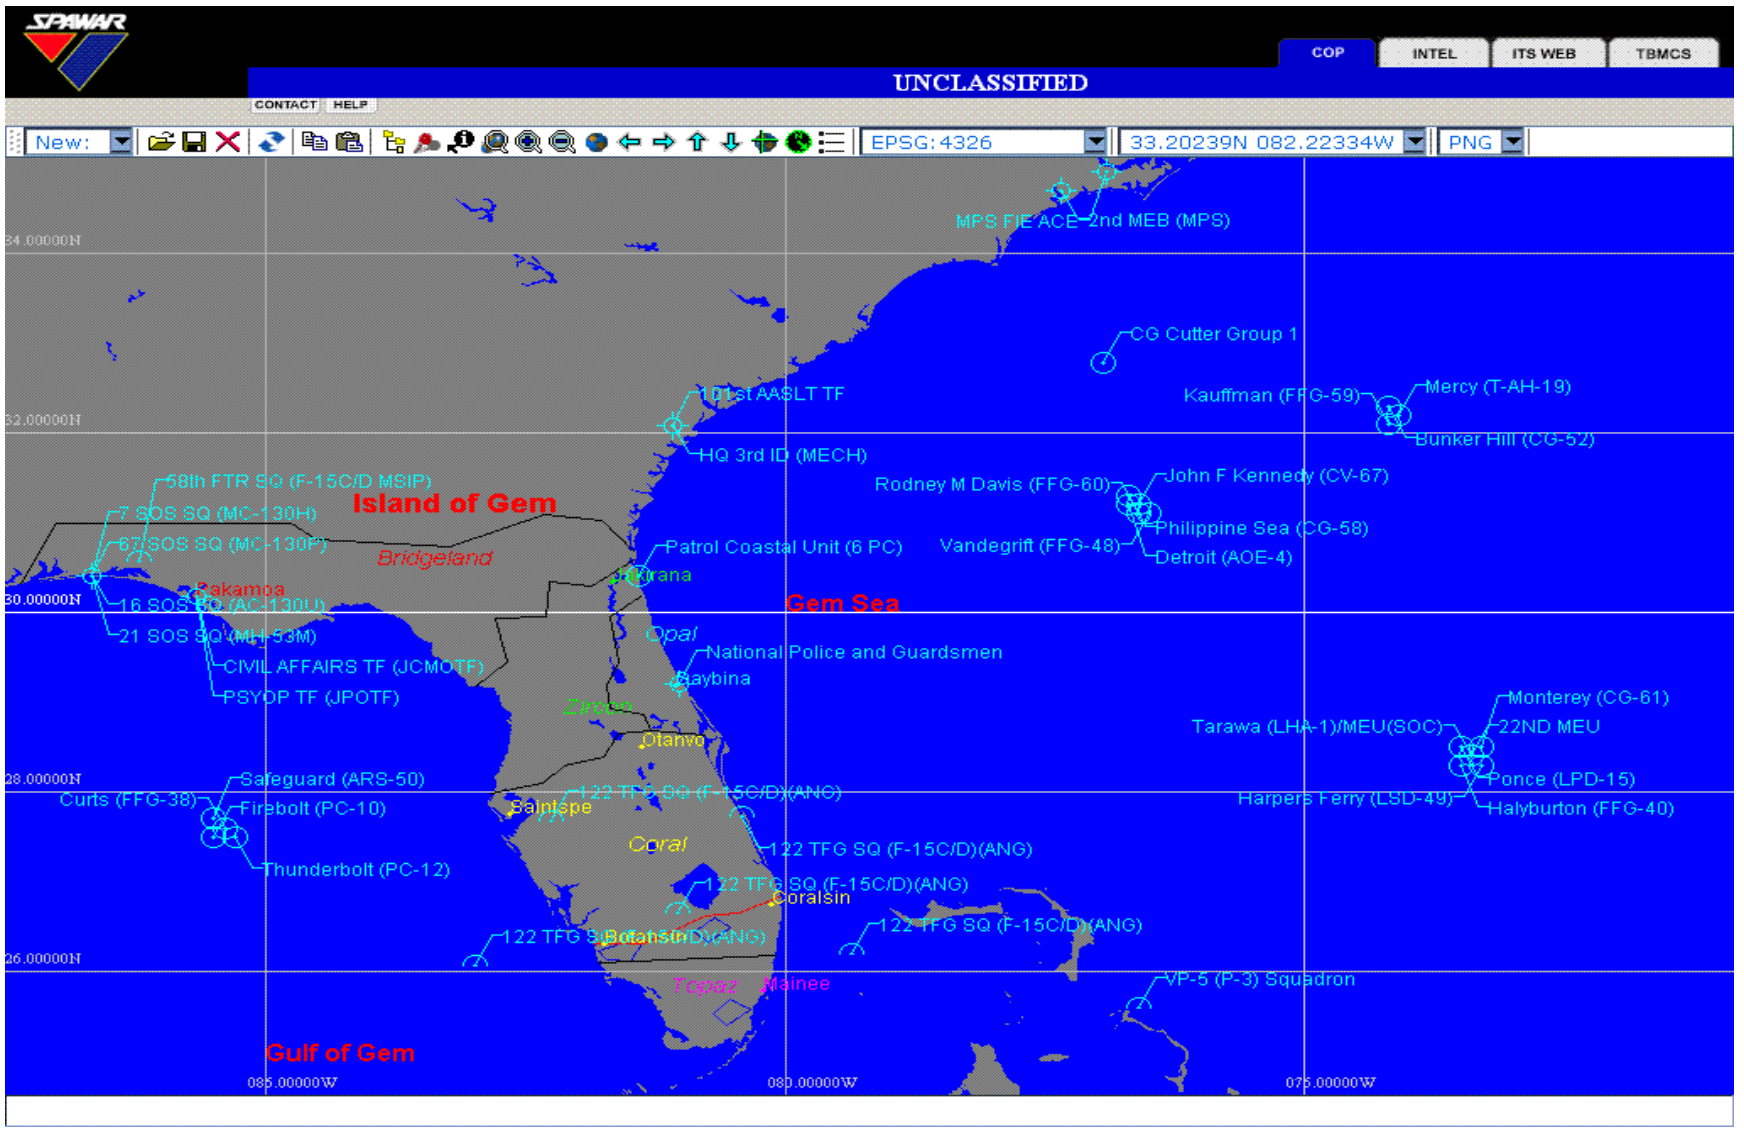 SPAWAR
COP INTEL ITS WEB TBMCS
UNCLASSIFIED
CONTACT HELP
New: EPSG:4326 33.20239N 082.22334W PNG
MPS FIE ACE 2nd MEB (MPS)
34.00000N
CG Cutter Group 1
Kauffman (FFG-59) Mercy (T-AH-19)
101st AASLT TF
32.00000N
Bunker Hill (CG-52)
HQ 3rd ID (MECH)
58th FTR SQ (F-15C/D MSIP)
John F Kennedy (CV-67)
Rodney M Davis (FFG-60)
Island of Gem
7 SOS SQ (MC-130H)
Philippine Sea (CG-58)
67 SOS SQ (MC-130P)
Patrol Coastal Unit (6 PC)
Vandegrift (FFG-48)
Bridgeland
Detroit (AOE-4)
Jakirana
Pakamoa
30.00000N
16 SOS SQ (AC-130U)
Gem Sea
21 SOS SQ (MH-53M)
Opal
National Police and Guardsmen
CIVIL AFFAIRS TF (JCMOTF)
Baybina
PSYOP TF (JPOTF)
Monterey (CG-61)
Zircon
Tarawa (LHA-1)/MEU(SOC) 22ND MEU
Otanvo
28.00000N
Safeguard (ARS-50)
Ponce (LPD-15)
122 TFG SQ (F-15C/D)(ANG)
Curts (FFG-38)
Harpers Ferry (LSD-49)
Firebolt (PC-10)
Saintspe
Halyburton (FFG-40)
Coral
122 TFG SQ (F-15C/D)(ANG)
Thunderbolt (PC-12)
122 TFG SQ (F-15C/D)(ANG)
Coralsin
122 TFG SQ (F-15C/D)(ANG)
122 TFG SQ (F-15C/D)(ANG)
Botahsin
26.00000N
VP-5 (P-3) Squadron
Topaz Mainee
Gulf of Gem
085.00000W 080.00000W 075.00000W